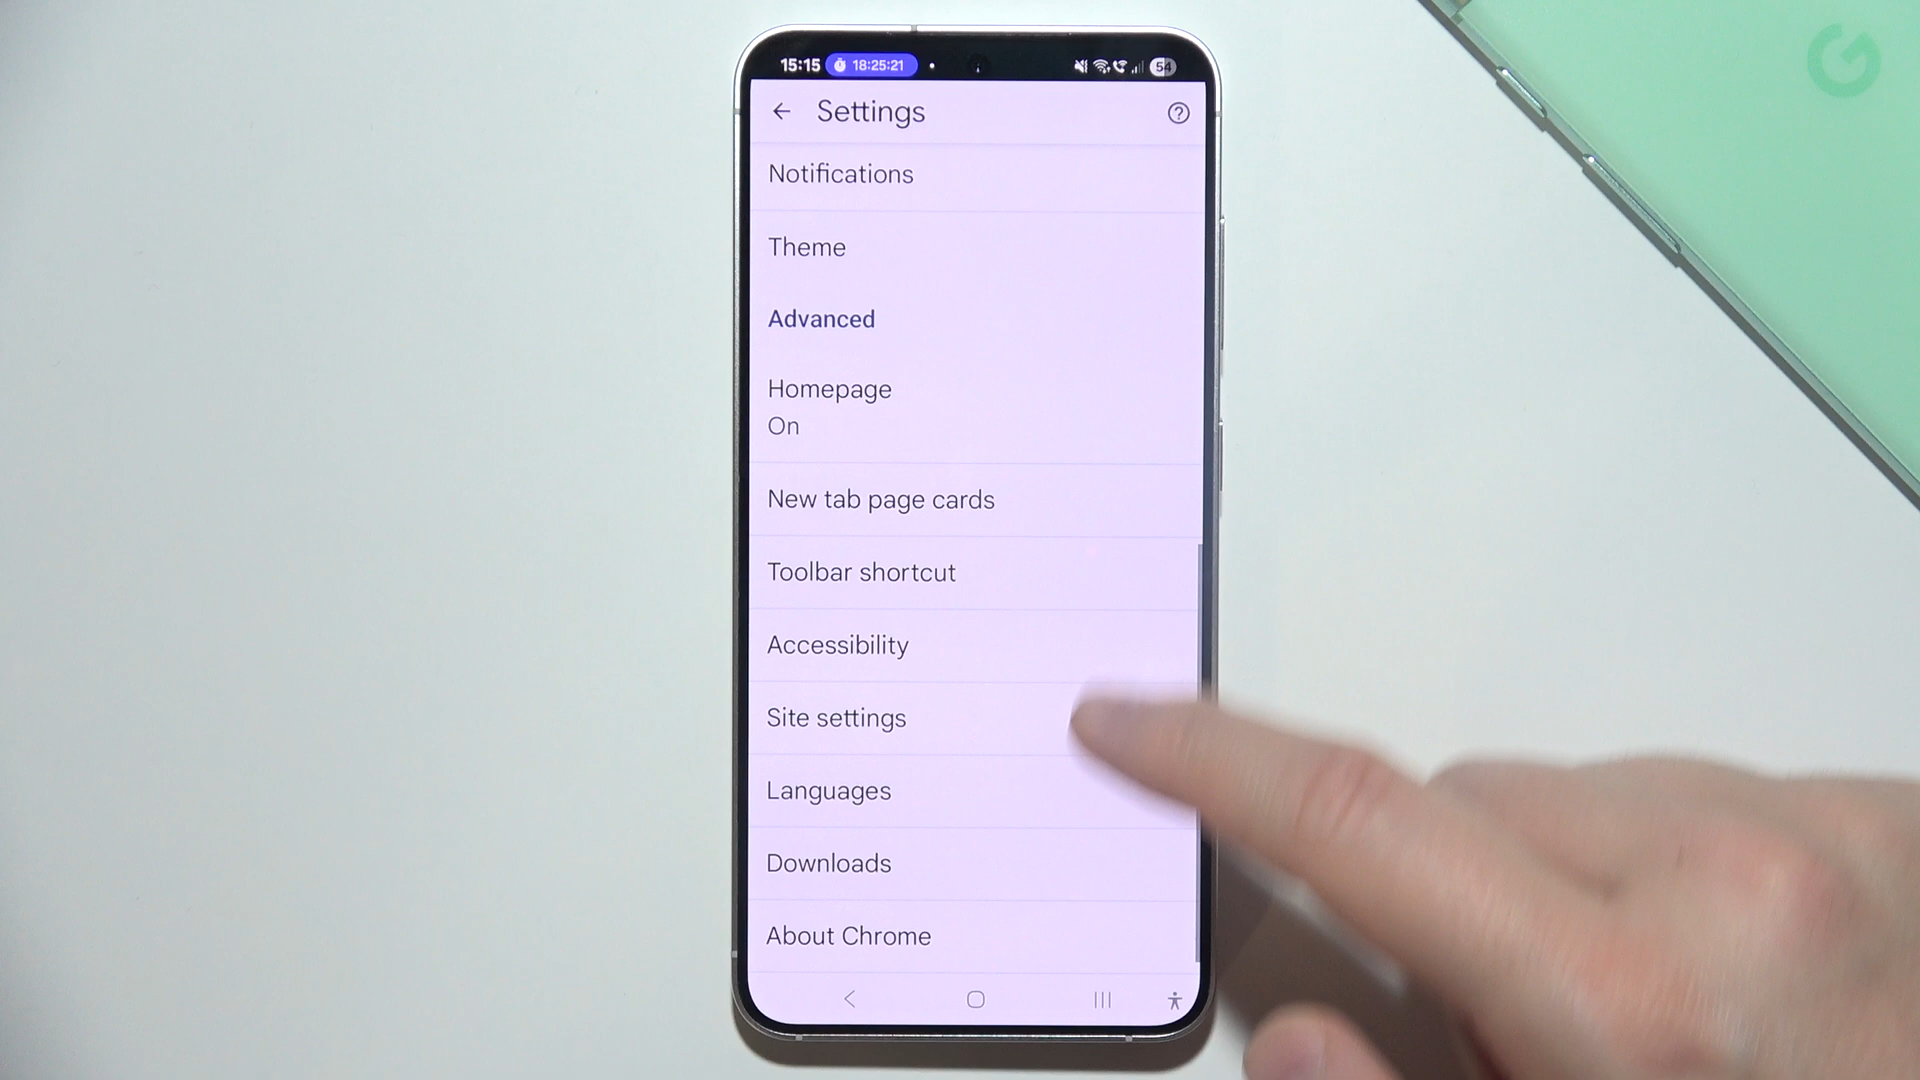 15:15 18:25:21 54
Settings
Notifications
Theme
Advanced
Homepage
On
New tab page cards
Toolbar shortcut
Accessibility
Site settings
Languages
Downloads
About Chrome